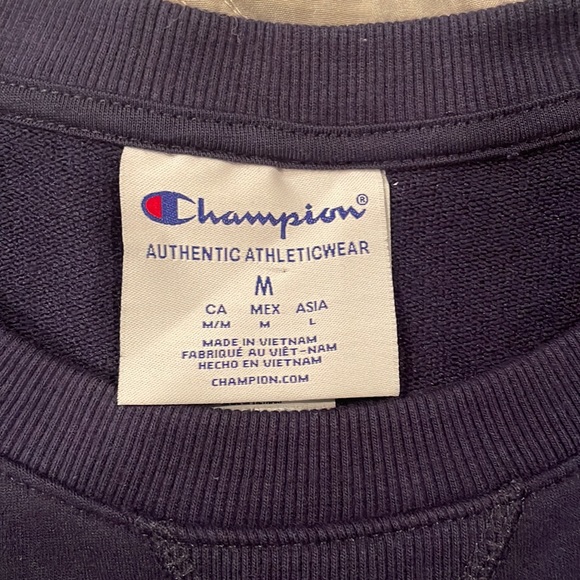 Champion®
AUTHENTIC ATHLETICWEAR
M
CA MEX ASIA
M/M M L
MADE IN VIETNAM
FABRIQUÉ AU VIÊT-NAM
HECHO EN VIETNAM
CHAMPION.COM